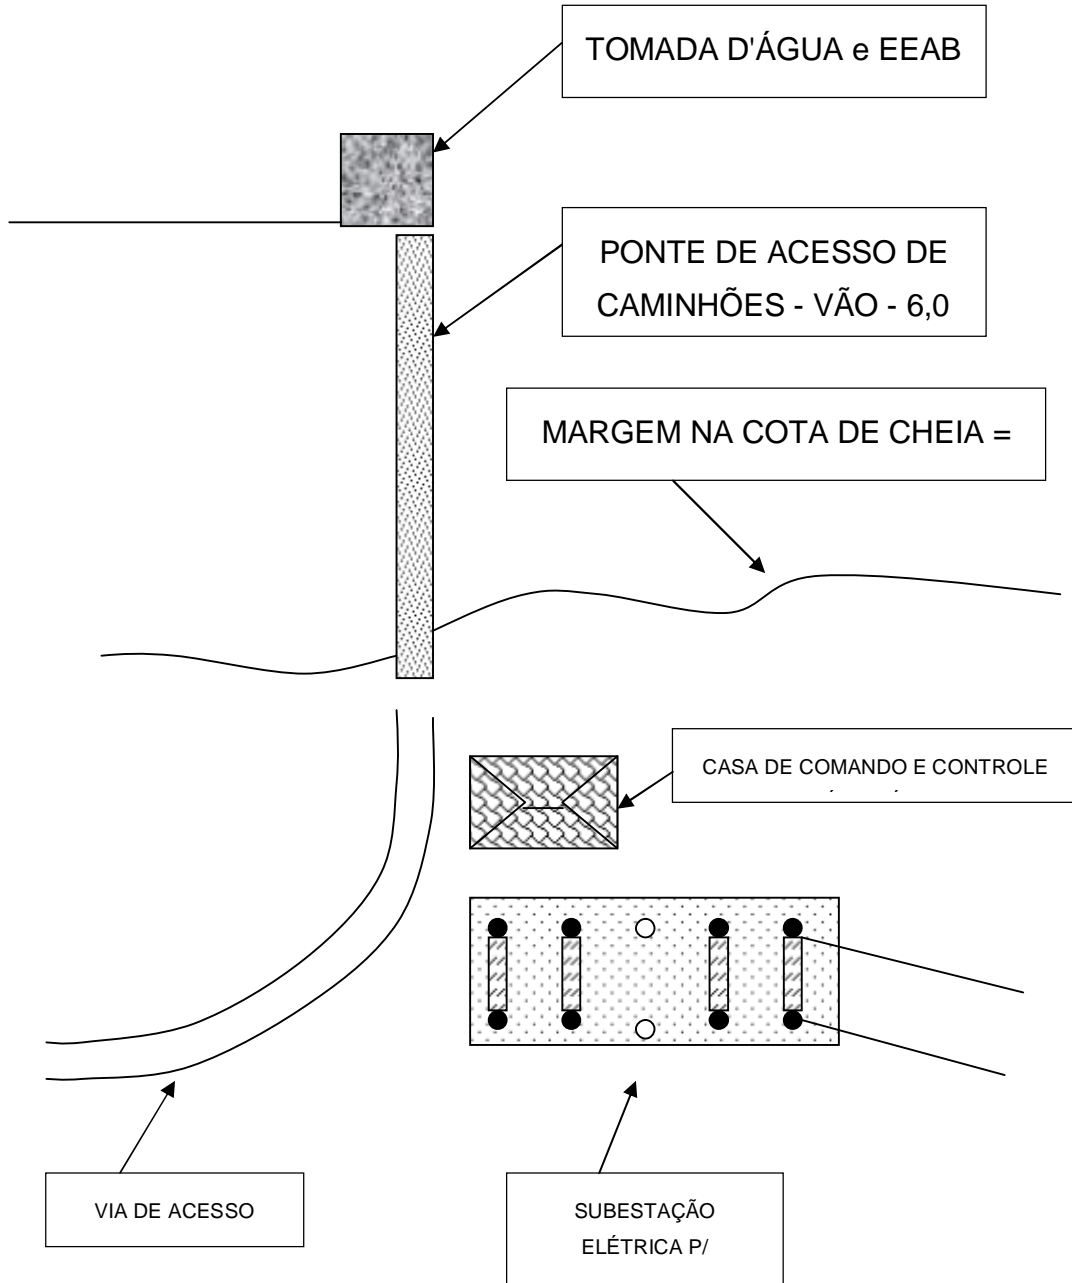 TOMADA D'ÁGUA e EEAB
PONTE DE ACESSO DE
CAMINHÕES - VÃO - 6,0
MARGEM NA COTA DE CHEIA =
CASA DE COMANDO E CONTROLE
VIA DE ACESSO
SUBESTAÇÃO
ELÉTRICA P/